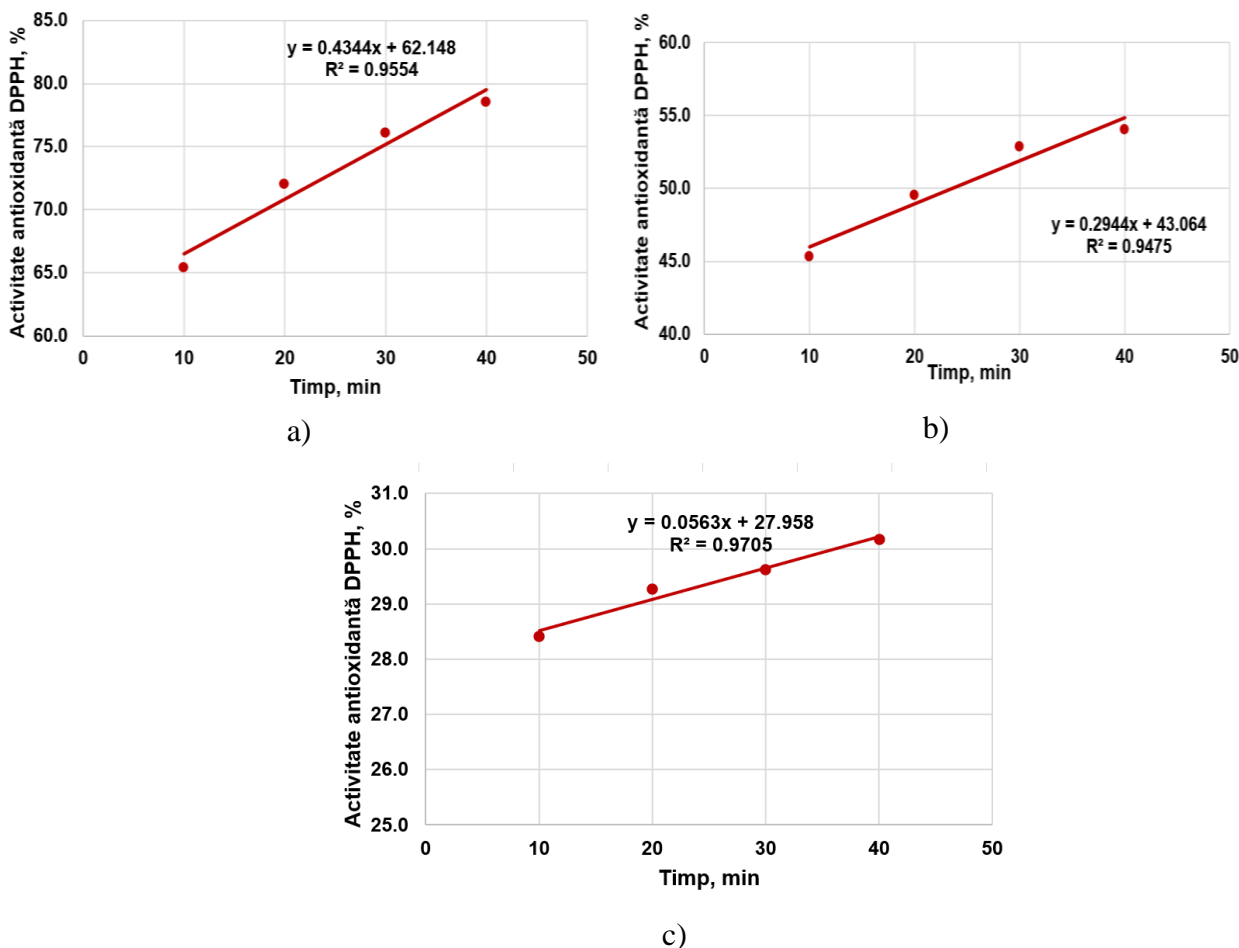 Activitate antioxidantă DPPH, %
85.0
80.0
75.0
70.0
65.0
60.0
y = 0.4344x + 62.148
R² = 0.9554
0 10 20 30 40 50
Timp, min
a)
Activitate antioxidantă DPPH, %
60.0
55.0
50.0
45.0
40.0
y = 0.2944x + 43.064
R² = 0.9475
0 10 20 30 40 50
Timp, min
b)
Activitate antioxidantă DPPH, %
31.0
30.0
29.0
28.0
27.0
26.0
25.0
y = 0.0563x + 27.958
R² = 0.9705
0 10 20 30 40 50
Timp, min
c)